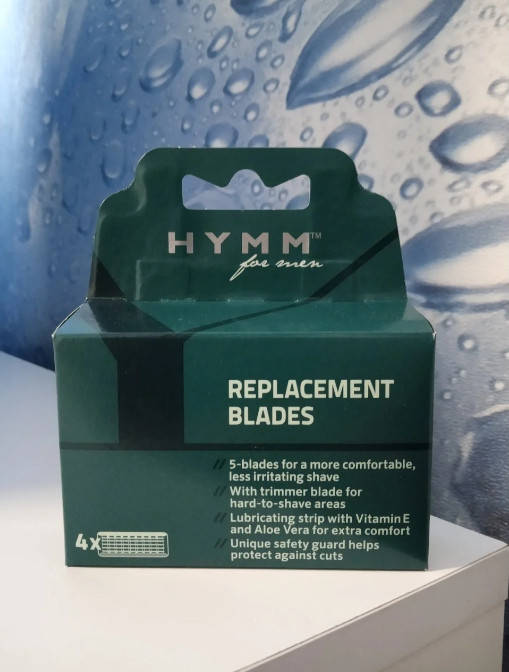 HYMM™
for men
REPLACEMENT
BLADES
// 5-blades for a more comfortable,
less irritating shave
// With trimmer blade for
hard-to-shave areas
// Lubricating strip with Vitamin E
and Aloe Vera for extra comfort
// Unique safety guard helps
protect against cuts
4x